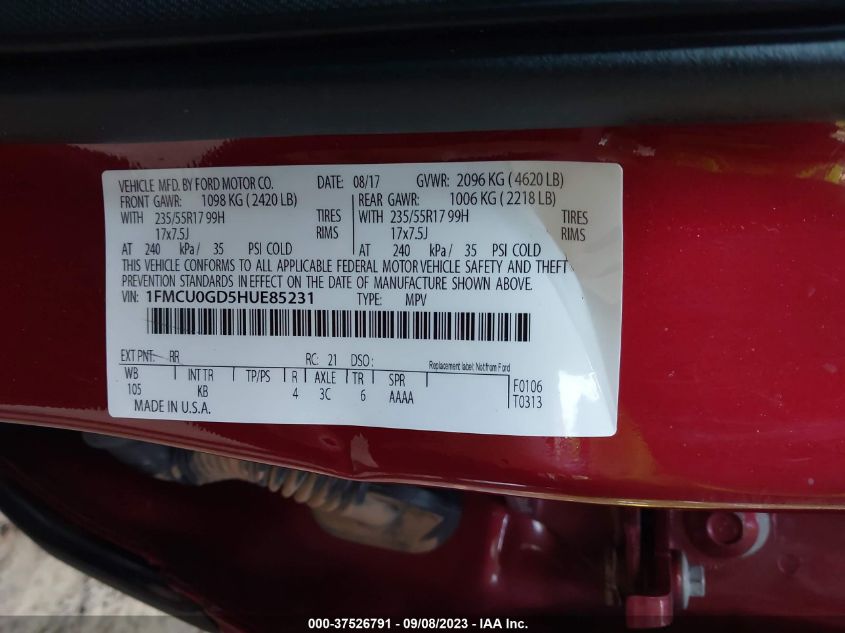 VEHICLE MFD. BY FORD MOTOR CO. DATE: 08/17 GVWR: 2096 KG (4620 LB)
FRONT GAWR: 1098 KG (2420 LB) REAR GAWR: 1006 KG (2218 LB)
WITH 235/55R17 99H TIRES WITH 235/55R17 99H TIRES
17x7.5J RIMS 17x7.5J RIMS
AT 240 kPa/ 35 PSI COLD AT 240 kPa/ 35 PSI COLD
THIS VEHICLE CONFORMS TO ALL APPLICABLE FEDERAL MOTOR VEHICLE SAFETY AND THEFT
PREVENTION STANDARDS IN EFFECT ON THE DATE OF MANUFACTURE SHOWN ABOVE.
VIN: 1FMCU0GD5HUE85231 TYPE: MPV
EXT PNT: RR RC: 21 DSO: Replacement label: Not from Ford
WB INT TR TP/PS R AXLE TR SPR F0106
105 KB 4 3C 6 AAAA T0313
MADE IN U.S.A.
000-37526791 - 09/08/2023 - IAA Inc.